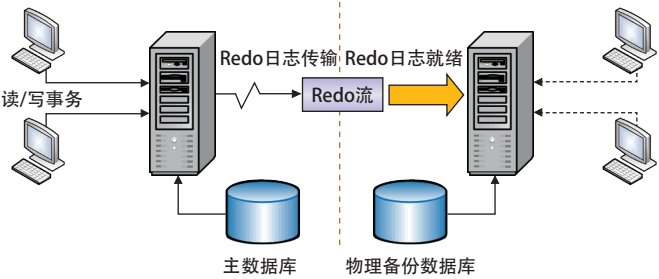 Redo日志传输
Redo日志就绪
读/写事务
Redo流
主数据库
物理备份数据库